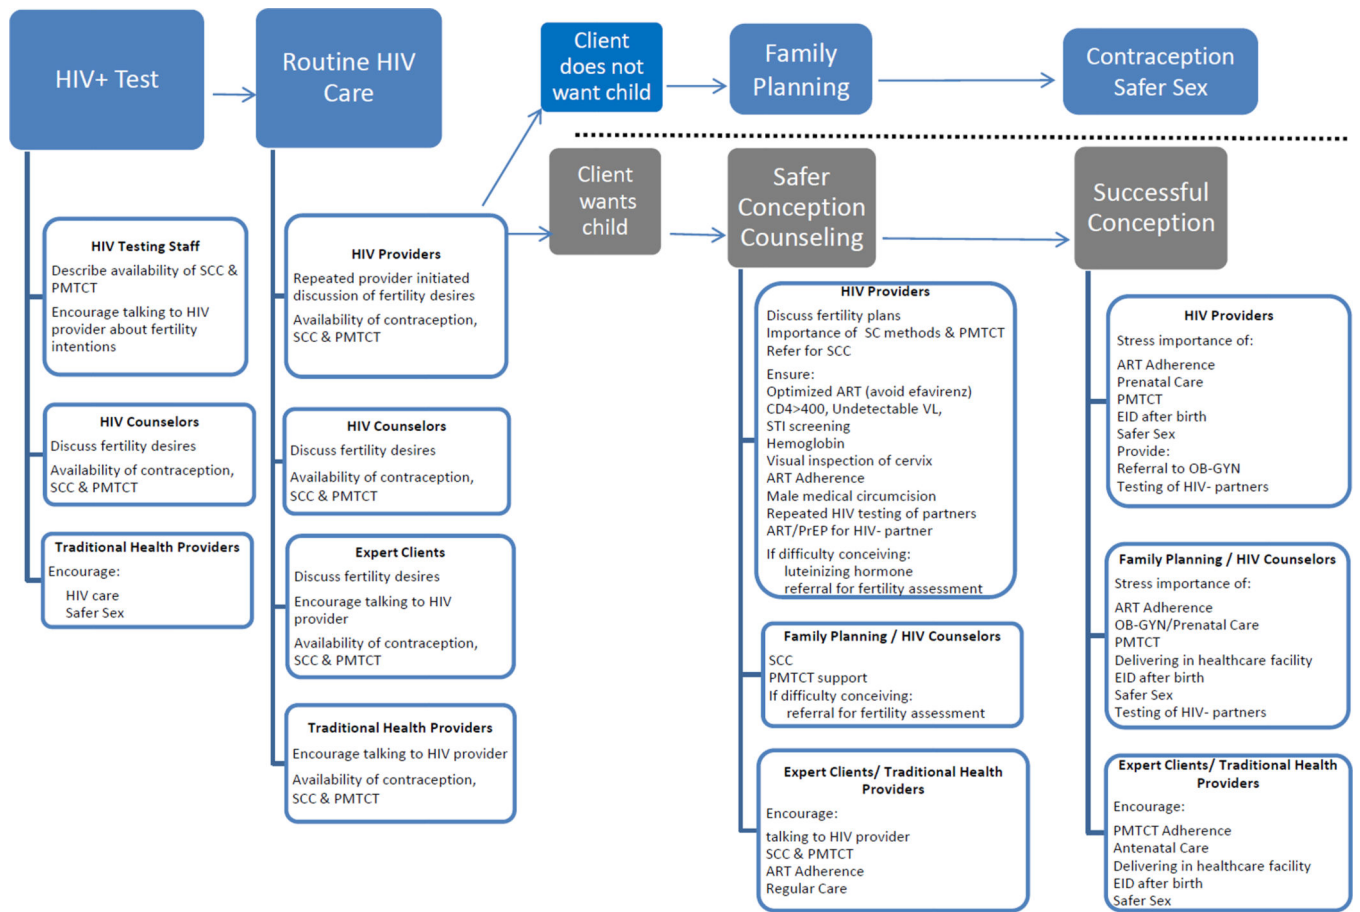 HIV+ Test
Routine HIV
Care
Client
does not
want child
Family
Planning
Contraception
Safer Sex
Client
wants
child
Safer
Conception
Counseling
Successful
Conception
HIV Testing Staff
Describe availability of SCC &
PMTCT
Encourage talking to HIV
provider about fertility
intentions
HIV Counselors
Discuss fertility desires
Availability of contraception,
SCC & PMTCT
Traditional Health Providers
Encourage:
HIV care
Safer Sex
HIV Providers
Repeated provider initiated
discussion of fertility desires
Availability of contraception,
SCC & PMTCT
HIV Counselors
Discuss fertility desires
Availability of contraception,
SCC & PMTCT
Expert Clients
Discuss fertility desires
Encourage talking to HIV
provider
Availability of contraception,
SCC & PMTCT
Traditional Health Providers
Encourage talking to HIV provider
Availability of contraception,
SCC & PMTCT
HIV Providers
Discuss fertility plans
Importance of SC methods & PMTCT
Refer for SCC
Ensure:
Optimized ART (avoid efavirenz)
CD4>400, Undetectable VL,
STI screening
Hemoglobin
Visual inspection of cervix
ART Adherence
Male medical circumcision
Repeated HIV testing of partners
ART/PrEP for HIV- partner
If difficulty conceiving:
luteinizing hormone
referral for fertility assessment
Family Planning / HIV Counselors
SCC
PMTCT support
If difficulty conceiving:
referral for fertility assessment
Expert Clients/ Traditional Health
Providers
Encourage:
talking to HIV provider
SCC & PMTCT
ART Adherence
Regular Care
HIV Providers
Stress importance of:
ART Adherence
Prenatal Care
PMTCT
EID after birth
Safer Sex
Provide:
Referral to OB-GYN
Testing of HIV- partners
Family Planning / HIV Counselors
Stress importance of:
ART Adherence
OB-GYN/Prenatal Care
PMTCT
Delivering in healthcare facility
EID after birth
Safer Sex
Testing of HIV- partners
Expert Clients/ Traditional Health
Providers
Encourage:
PMTCT Adherence
Antenatal Care
Delivering in healthcare facility
EID after birth
Safer Sex